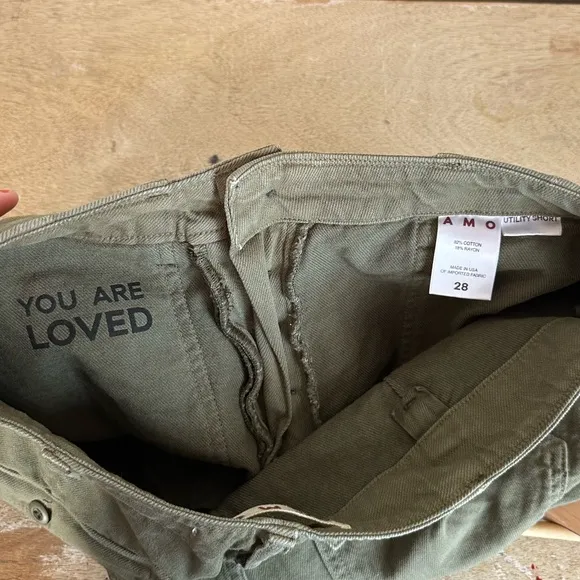 YOU ARE
LOVED
AMO
UTILITY SHORT
MADE IN USA
OF IMPORTED FABRIC
28